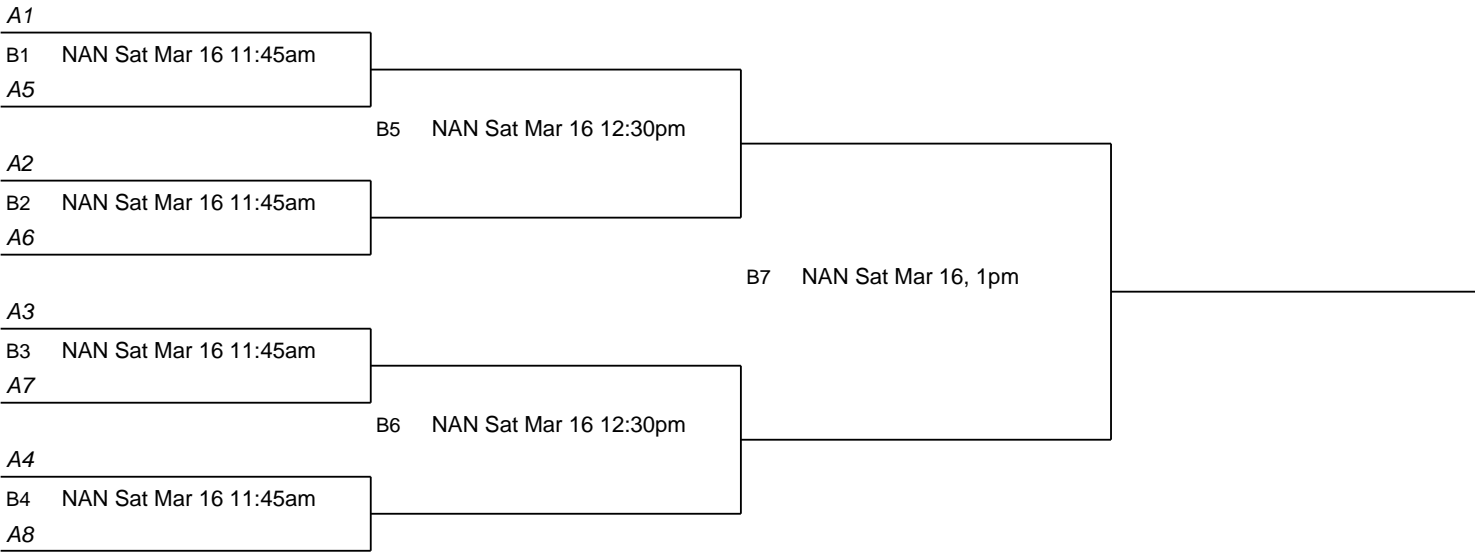 A1
B1 NAN Sat Mar 16 11:45am
A5
B5 NAN Sat Mar 16 12:30pm
A2
B2 NAN Sat Mar 16 11:45am
A6
B7 NAN Sat Mar 16, 1pm
A3
B3 NAN Sat Mar 16 11:45am
A7
B6 NAN Sat Mar 16 12:30pm
A4
B4 NAN Sat Mar 16 11:45am
A8